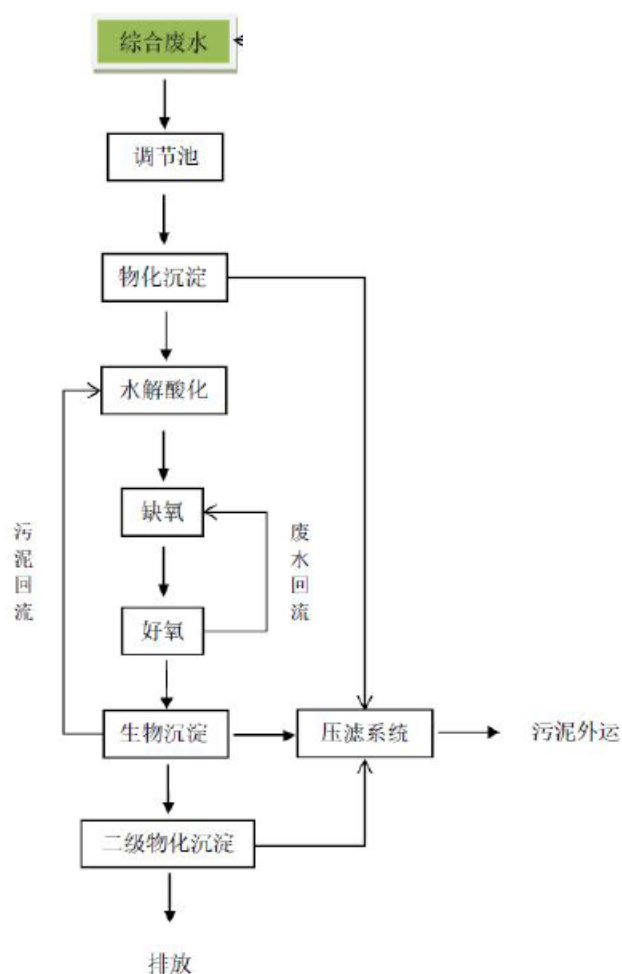 综合废水
调节池
物化沉淀
水解酸化
缺氧
污泥回流
废水回流
好氧
生物沉淀
压滤系统
污泥外运
二级物化沉淀
排放